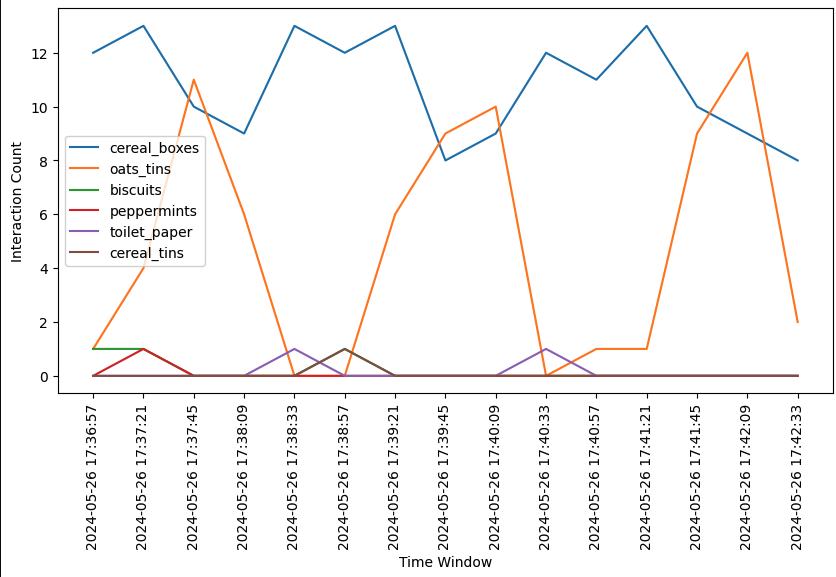 12
10
8
6
4
2
0
Interaction Count
cereal_boxes
oats_tins
biscuits
peppermints
toilet_paper
cereal_tins
2024-05-26 17:36:57
2024-05-26 17:37:21
2024-05-26 17:37:45
2024-05-26 17:38:09
2024-05-26 17:38:33
2024-05-26 17:38:57
2024-05-26 17:39:21
2024-05-26 17:39:45
2024-05-26 17:40:09
2024-05-26 17:40:33
2024-05-26 17:40:57
2024-05-26 17:41:21
2024-05-26 17:41:45
2024-05-26 17:42:09
2024-05-26 17:42:33
Time Window